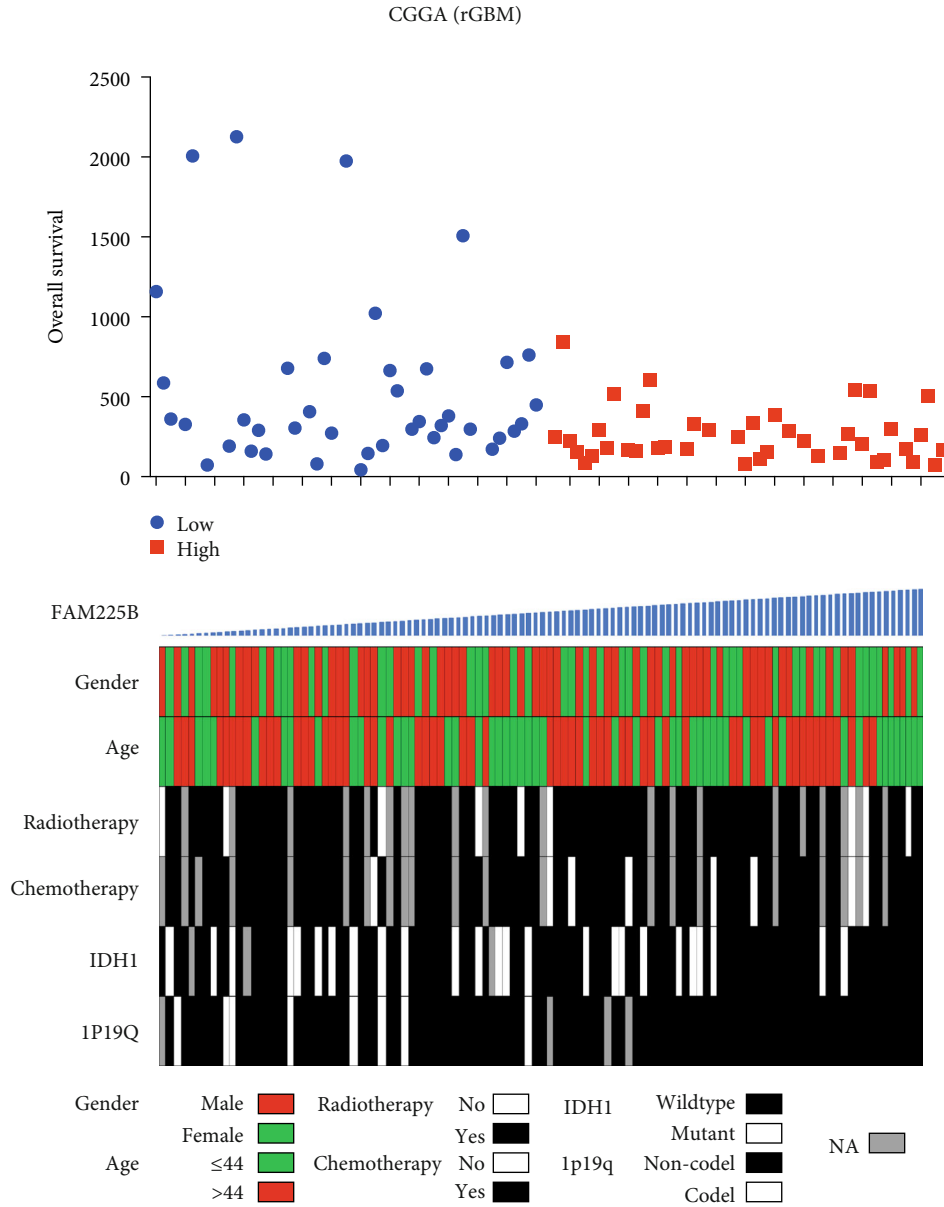 CGGA (rGBM)
Overall survival
2500
2000
1500
1000
500
0
Low
High
FAM225B
Gender
Age
Radiotherapy
Chemotherapy
IDH1
1P19Q
Gender Male Radiotherapy No IDH1 Wildtype
Female Yes Mutant NA
Age ≤44 Chemotherapy No 1p19q Non-codel
>44 Yes Codel